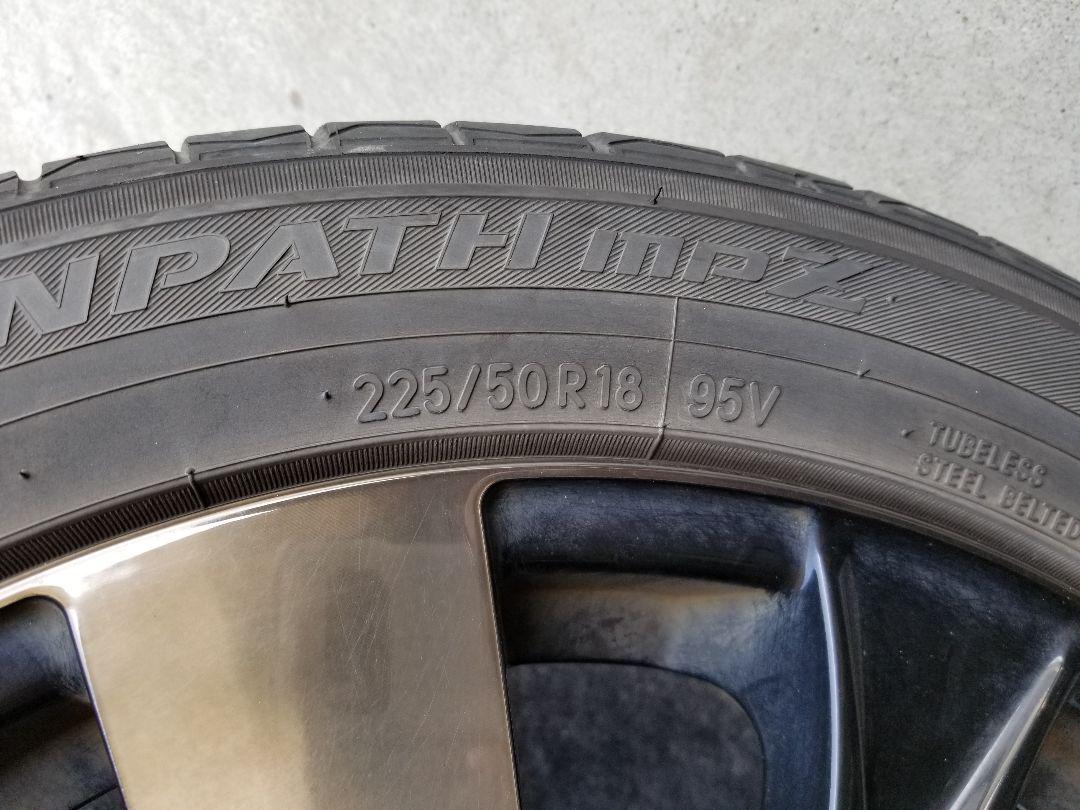 NPATH mpZ
225/50R18 95V
TUBELESS
STEEL BELTED